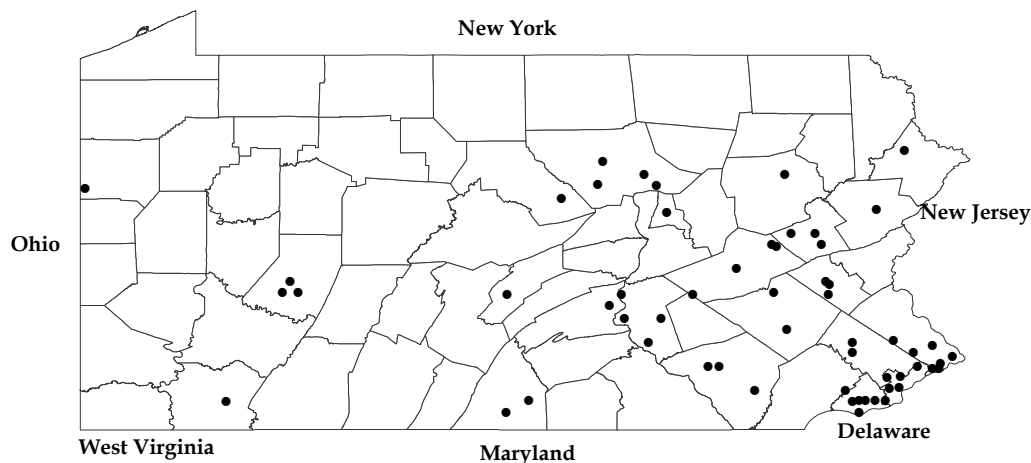 New York
New Jersey
Ohio
Delaware
West Virginia
Maryland